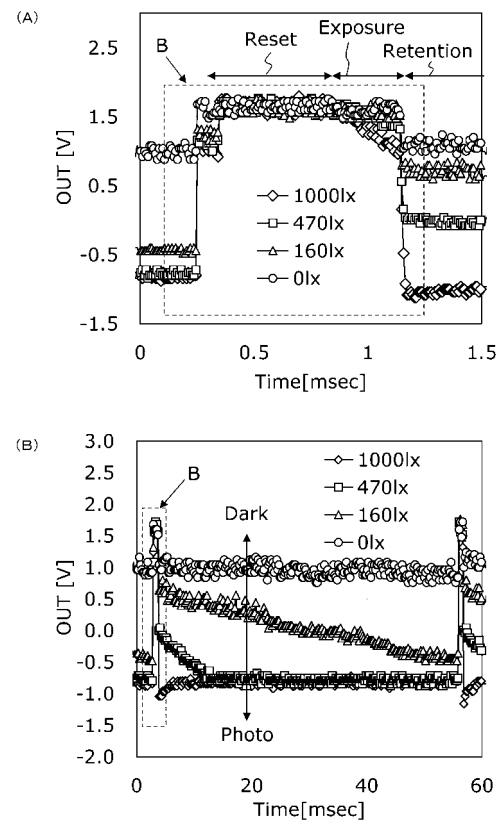 (A)
B
Reset
Exposure
Retention
2.5
1.5
0.5
-0.5
-1.5
OUT [V]
1000lx
470lx
160lx
0lx
0
0.5
1
1.5
Time[msec]
(B)
3.0
2.5
2.0
1.5
1.0
0.5
0.0
-0.5
-1.0
-1.5
-2.0
OUT [V]
B
Dark
Photo
1000lx
470lx
160lx
0lx
0
20
40
60
Time[msec]